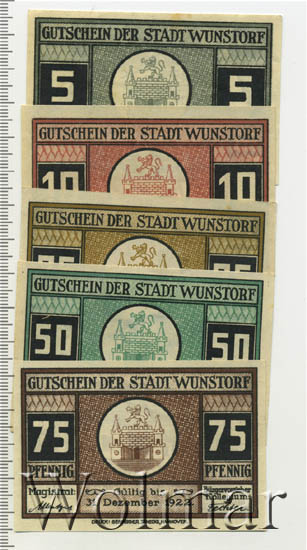 GUTSCHEIN DER STADT WUNSTORF
5 5
GUTSCHEIN DER STADT WUNSTORF
10 10
GUTSCHEIN DER STADT WUNSTORF
GUTSCHEIN DER STADT WUNSTORF
50 50
GUTSCHEIN DER STADT WUNSTORF
75 75
PFENNIG PFENNIG
Magistrat: Gültig bis
31. Dezember 1922
Wolmar